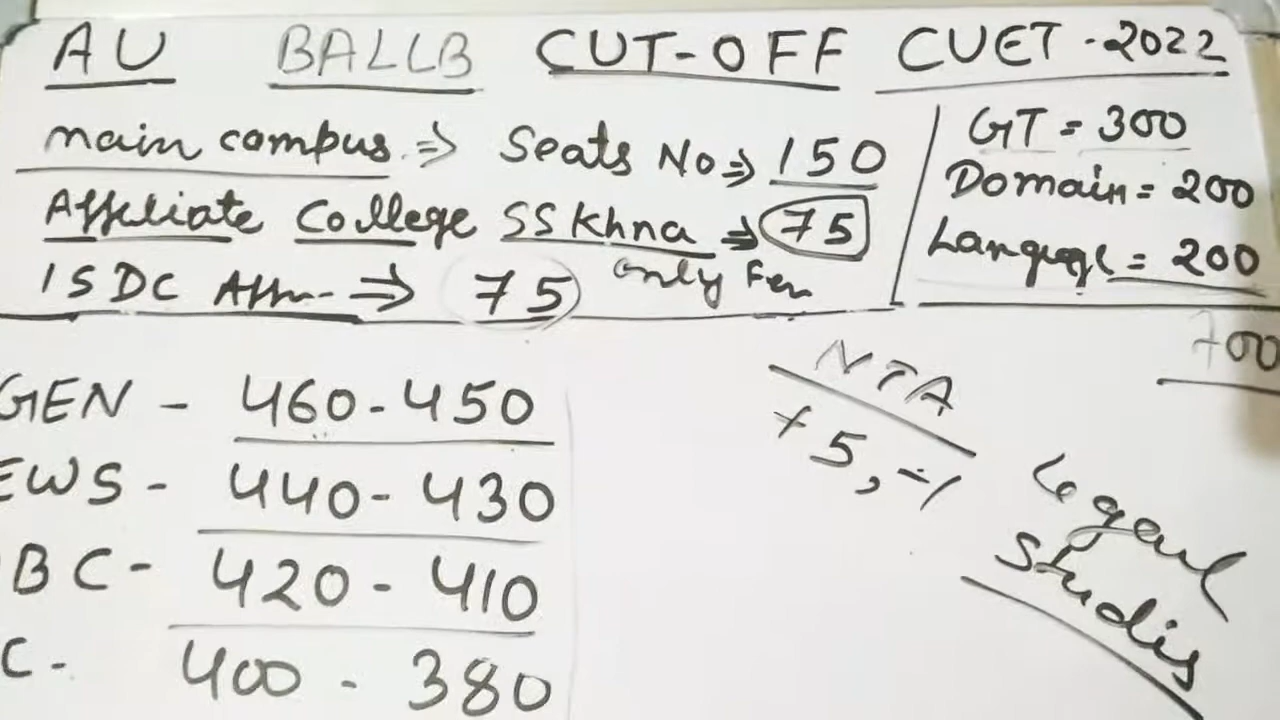 AU BALLB CUT-OFF CUET-2022
main campus ⇒ Seats No ⇒ 150
Affiliate College SS Khna ⇒ 75
only Fem
ISDC Affn- ⇒ 75
GT = 300
Domain = 200
Language = 200
700
GEN - 460-450
EWS - 440-430
BC - 420-410
C - 400-380
NTA
+5, -1
Legal
Studis